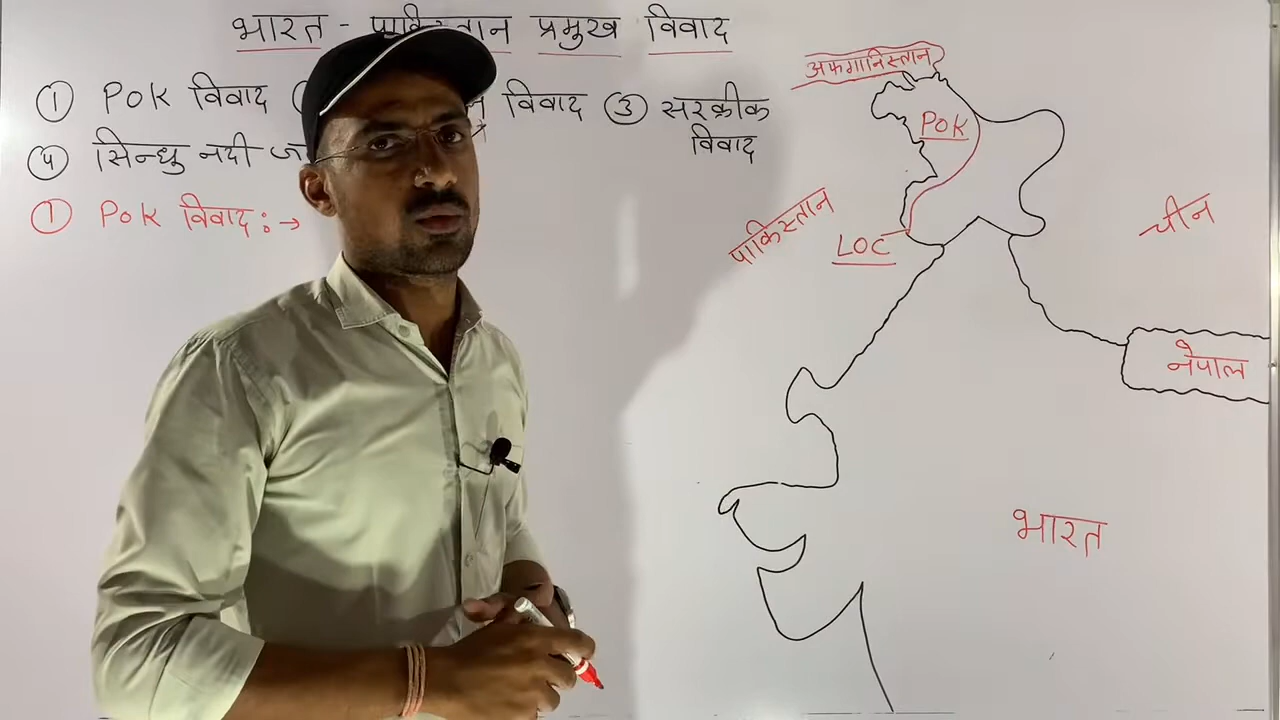 भारत - पाकिस्तान प्रमुख विवाद
① Pok विवाद विवाद ③ सरक्रीक
विवाद
④ सिन्धु नदी
① Pok विवाद :→
अफगानिस्तान
POK
पाकिस्तान
LOC
चीन
नेपाल
भारत